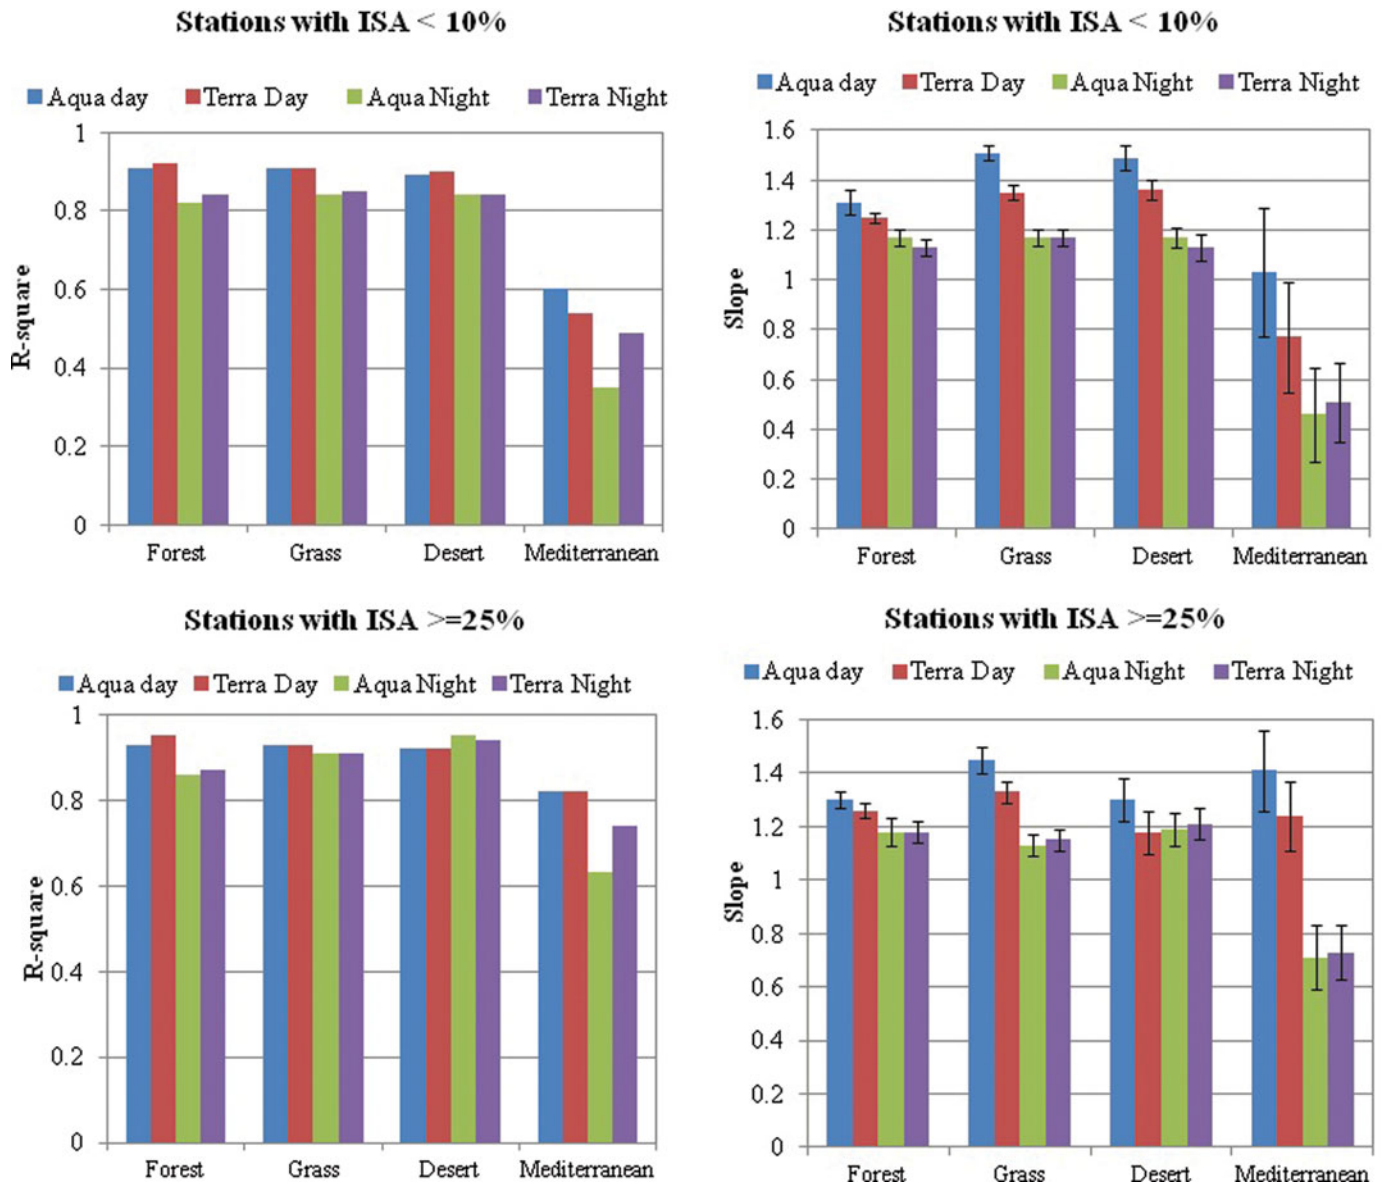 Stations with ISA < 10%
Aqua day Terra Day Aqua Night Terra Night
R-square
1
0.8
0.6
0.4
0.2
0
Forest Grass Desert Mediterranean
Stations with ISA < 10%
Aqua day Terra Day Aqua Night Terra Night
Slope
1.6
1.4
1.2
1
0.8
0.6
0.4
0.2
0
Forest Grass Desert Mediterranean
Stations with ISA >=25%
Aqua day Terra Day Aqua Night Terra Night
R-square
1
0.8
0.6
0.4
0.2
0
Forest Grass Desert Mediterranean
Stations with ISA >=25%
Aqua day Terra Day Aqua Night Terra Night
Slope
1.6
1.4
1.2
1
0.8
0.6
0.4
0.2
0
Forest Grass Desert Mediterranean